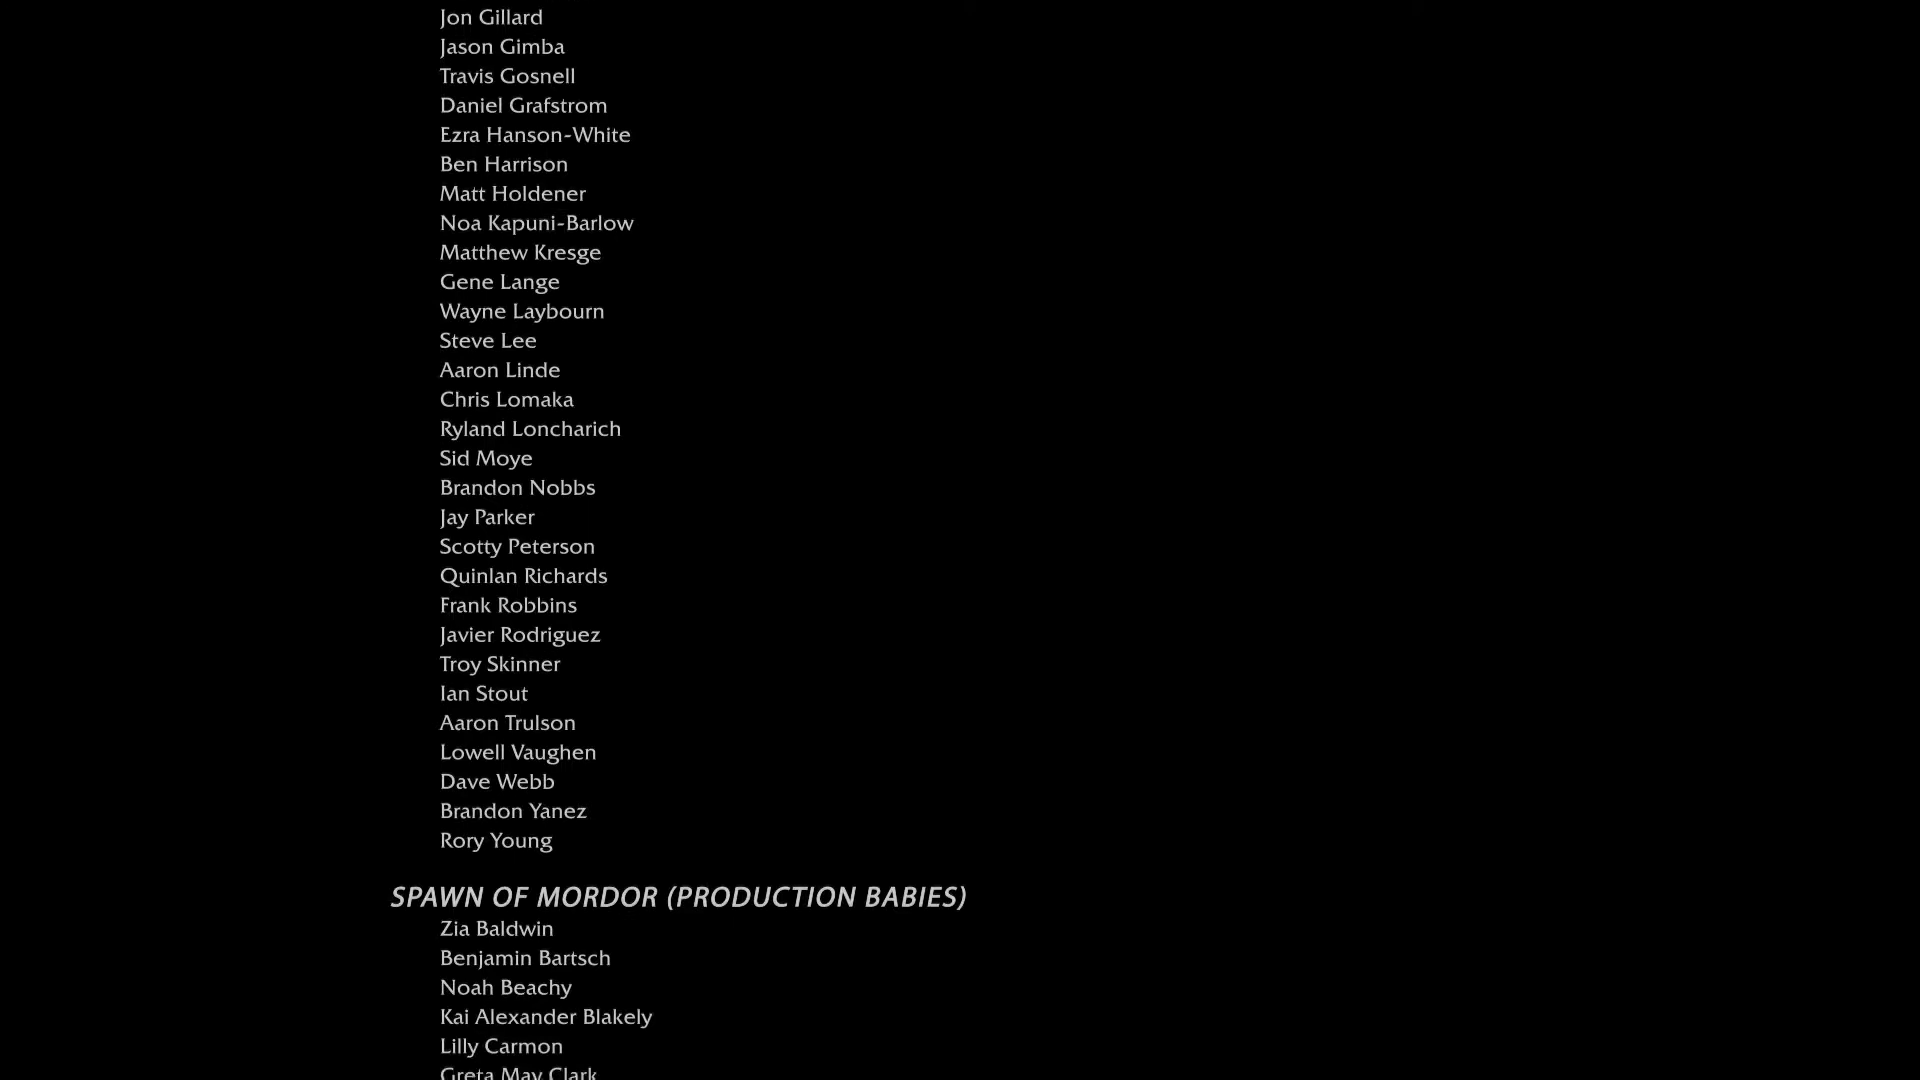 Jon Gillard
Jason Gimba
Travis Gosnell
Daniel Grafstrom
Ezra Hanson-White
Ben Harrison
Matt Holdener
Noa Kapuni-Barlow
Matthew Kresge
Gene Lange
Wayne Laybourn
Steve Lee
Aaron Linde
Chris Lomaka
Ryland Loncharich
Sid Moye
Brandon Nobbs
Jay Parker
Scotty Peterson
Quinlan Richards
Frank Robbins
Javier Rodriguez
Troy Skinner
Ian Stout
Aaron Trulson
Lowell Vaughen
Dave Webb
Brandon Yanez
Rory Young
SPAWN OF MORDOR (PRODUCTION BABIES)
Zia Baldwin
Benjamin Bartsch
Noah Beachy
Kai Alexander Blakely
Lilly Carmon
Greta May Clark